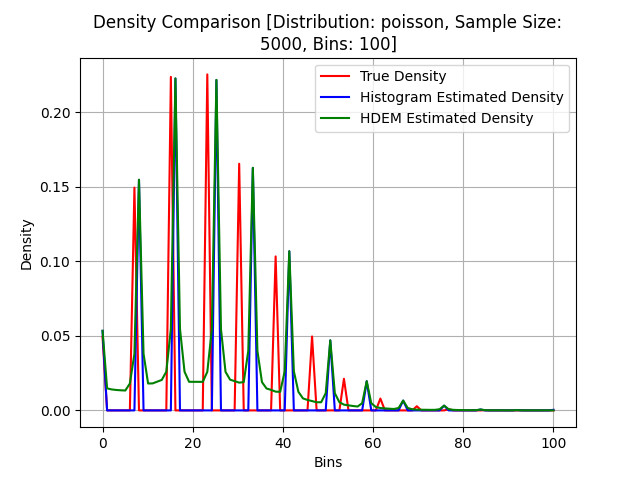 Density Comparison [Distribution: poisson, Sample Size:
5000, Bins: 100]
True Density
Histogram Estimated Density
HDEM Estimated Density
Density
0.20
0.15
0.10
0.05
0.00
0 20 40 60 80 100
Bins